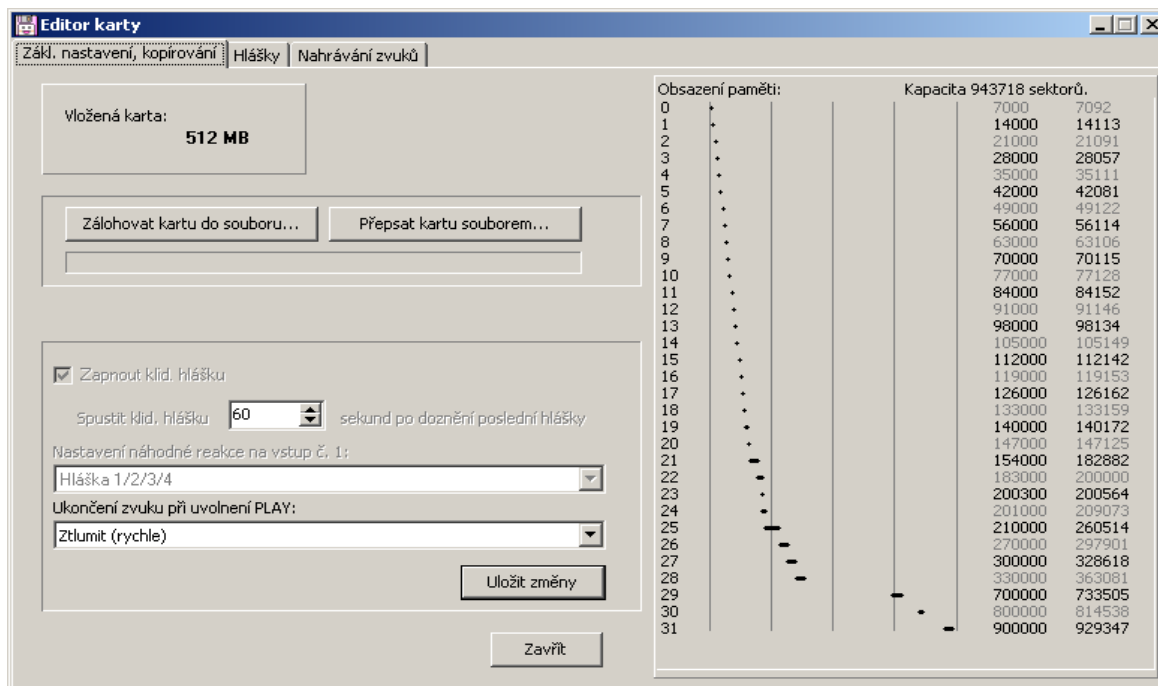 Editor karty
Zákl. nastavení, kopírování Hlášky Nahrávání zvuků
Vložená karta:
512 MB
Zálohovat kartu do souboru... Přepsat kartu souborem...
Zapnout klid. hlášku
Spustit klid. hlášku 60 sekund po doznění poslední hlášky
Nastavení náhodné reakce na vstup č. 1:
Hláška 1/2/3/4
Ukončení zvuku při uvolnení PLAY:
Ztlumit (rychle)
Uložit změny
Zavřít
Obsazení paměti: Kapacita 943718 sektorů.
0 7000 7092
1 14000 14113
2 21000 21091
3 28000 28057
4 35000 35111
5 42000 42081
6 49000 49122
7 56000 56114
8 63000 63106
9 70000 70115
10 77000 77128
11 84000 84152
12 91000 91146
13 98000 98134
14 105000 105149
15 112000 112142
16 119000 119153
17 126000 126162
18 133000 133159
19 140000 140172
20 147000 147125
21 154000 182882
22 183000 200000
23 200300 200564
24 201000 209073
25 210000 260514
26 270000 297901
27 300000 328618
28 330000 363081
29 700000 733505
30 800000 814538
31 900000 929347